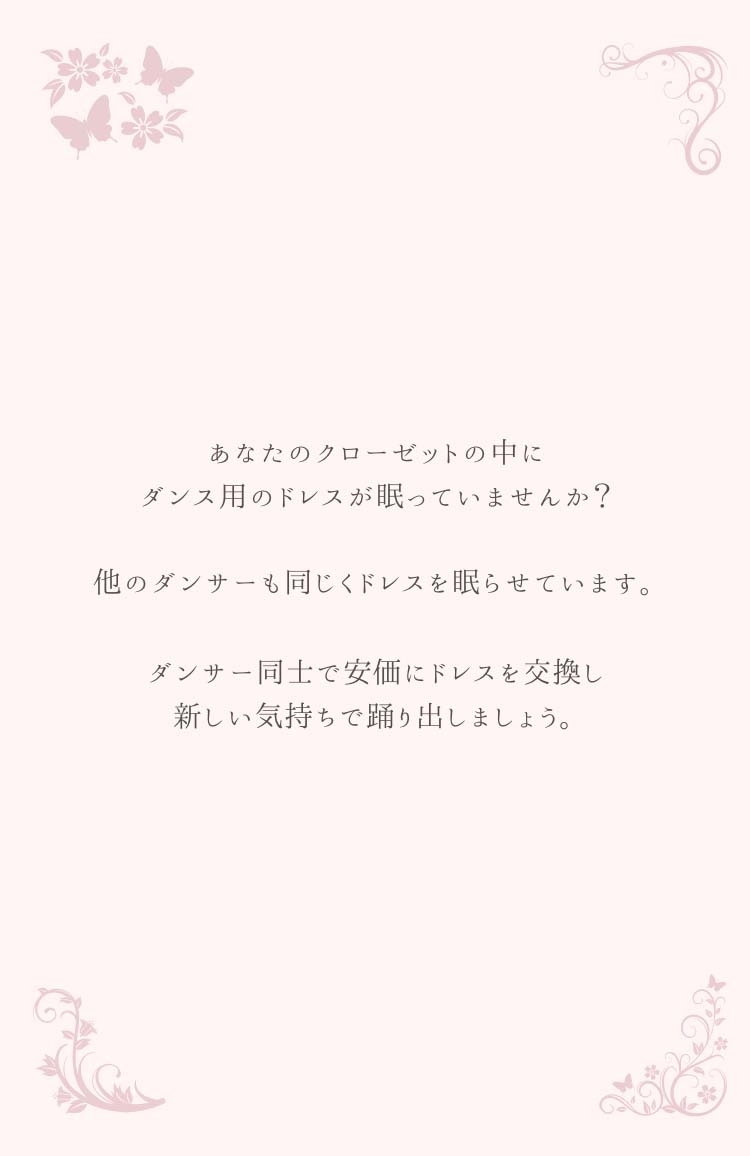 あなたのクローゼットの中に
ダンス用のドレスが眠っていませんか？
他のダンサーも同じくドレスを眠らせています。
ダンサー同士で安価にドレスを交換し
新しい気持ちで踊り出しましょう。